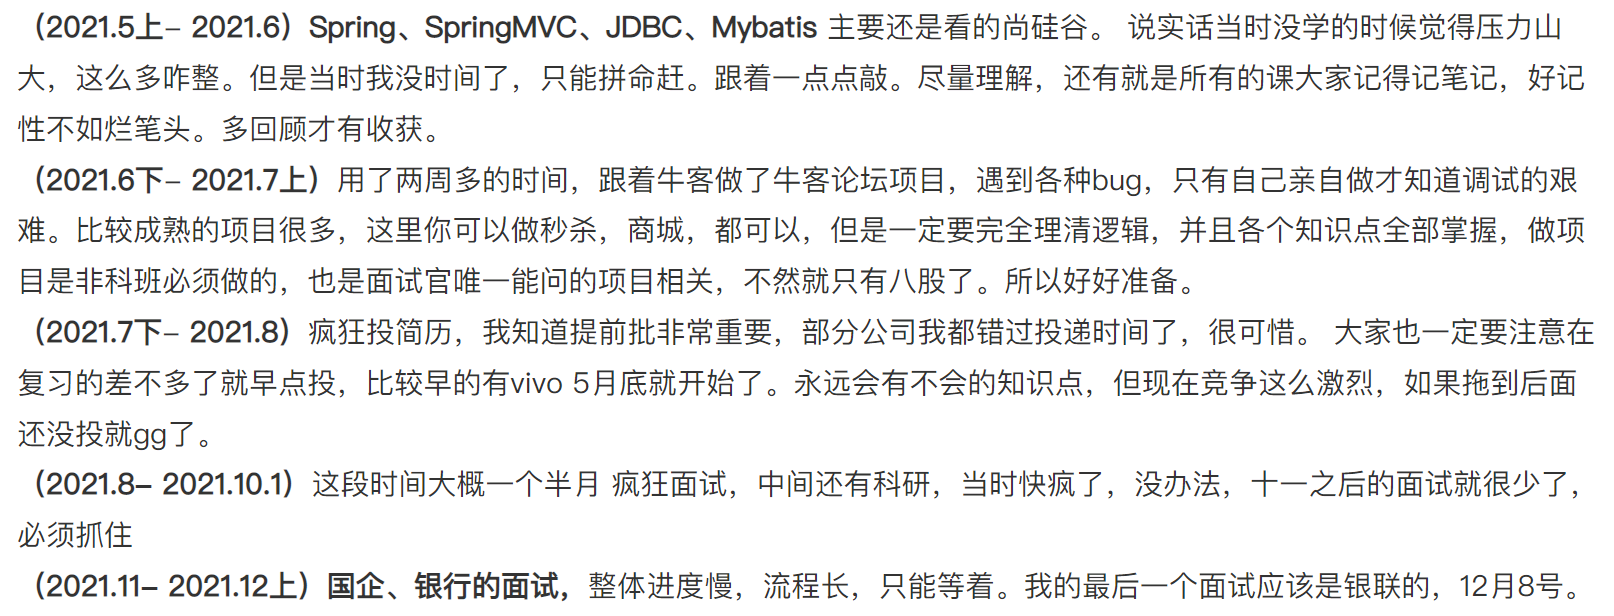 （2021.5上– 2021.6）Spring、SpringMVC、JDBC、Mybatis 主要还是看的尚硅谷。 说实话当时没学的时候觉得压力山
大，这么多咋整。但是当时我没时间了，只能拼命赶。跟着一点点敲。尽量理解，还有就是所有的课大家记得记笔记，好记
性不如烂笔头。多回顾才有收获。
（2021.6下– 2021.7上）用了两周多的时间，跟着牛客做了牛客论坛项目，遇到各种bug，只有自己亲自做才知道调试的艰
难。比较成熟的项目很多，这里你可以做秒杀，商城，都可以，但是一定要完全理清逻辑，并且各个知识点全部掌握，做项
目是非科班必须做的，也是面试官唯一能问的项目相关，不然就只有八股了。所以好好准备。
（2021.7下– 2021.8）疯狂投简历，我知道提前批非常重要，部分公司我都错过投递时间了，很可惜。 大家也一定要注意在
复习的差不多了就早点投，比较早的有vivo 5月底就开始了。永远会有不会的知识点，但现在竞争这么激烈，如果拖到后面
还没投就gg了。
（2021.8– 2021.10.1）这段时间大概一个半月 疯狂面试，中间还有科研，当时快疯了，没办法，十一之后的面试就很少了，
必须抓住
（2021.11– 2021.12上）国企、银行的面试，整体进度慢，流程长，只能等着。我的最后一个面试应该是银联的，12月8号。